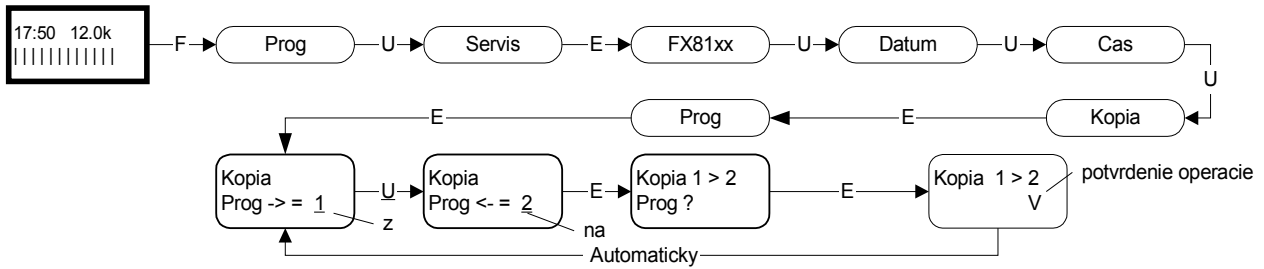 17:50 12.0k
| | | | | | | | | | | |
F
Prog
U
Servis
E
FX81xx
U
Datum
U
Cas
U
Kopia
E
Prog
E
Kopia
Prog -> = 1
z
U
Kopia
Prog <- = 2
na
E
Kopia 1 > 2
Prog ?
E
Kopia 1 > 2
V
potvrdenie operacie
Automaticky